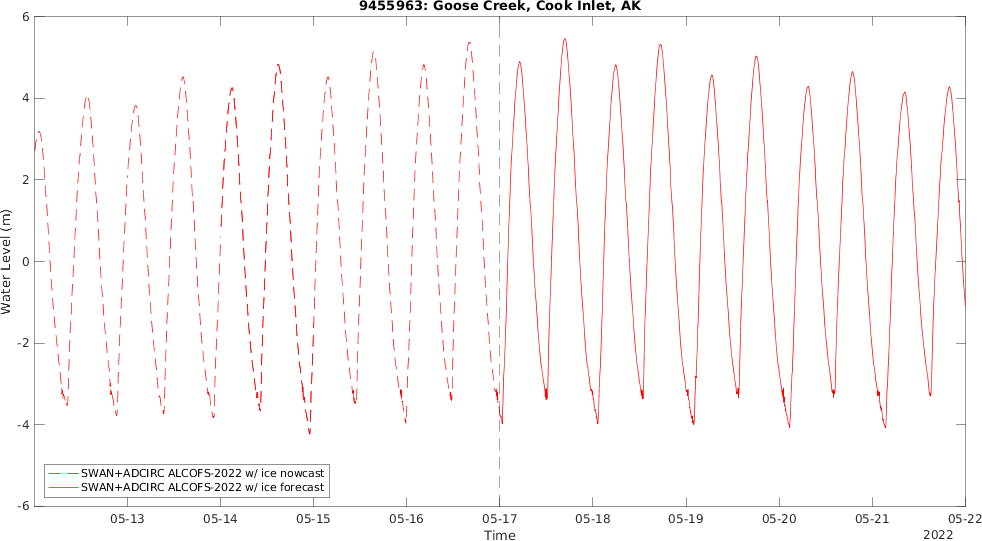 9455963: Goose Creek, Cook Inlet, AK
6
4
2
0
-2
-4
-6
Water Level (m)
SWAN+ADCIRC ALCOFS-2022 w/ ice nowcast
SWAN+ADCIRC ALCOFS-2022 w/ ice forecast
05-13 05-14 05-15 05-16 05-17 05-18 05-19 05-20 05-21 05-22
Time
2022